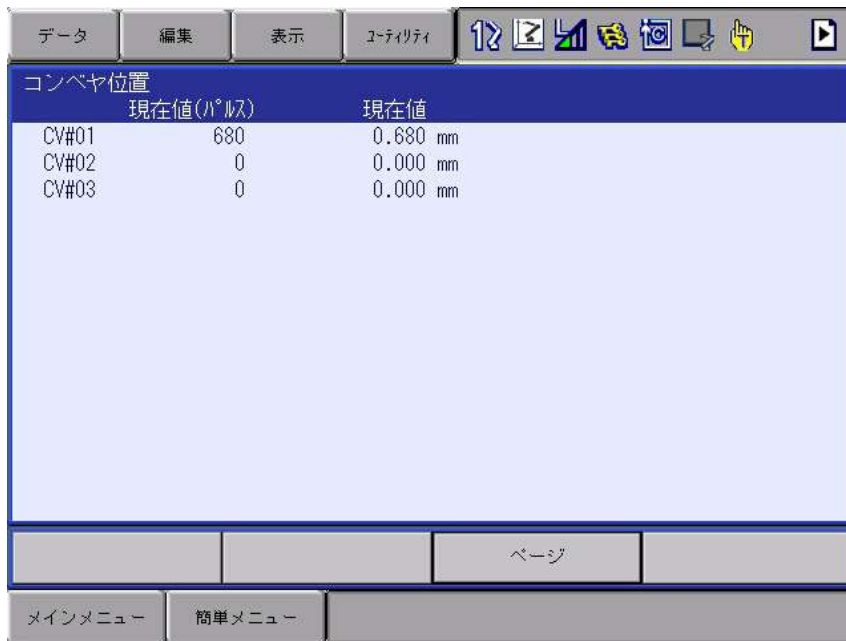 データ 編集 表示 ユーティリティ
コンベヤ位置
現在値(パルス) 現在値
CV#01 680 0.680 mm
CV#02 0 0.000 mm
CV#03 0 0.000 mm
ページ
メインメニュー 簡単メニュー